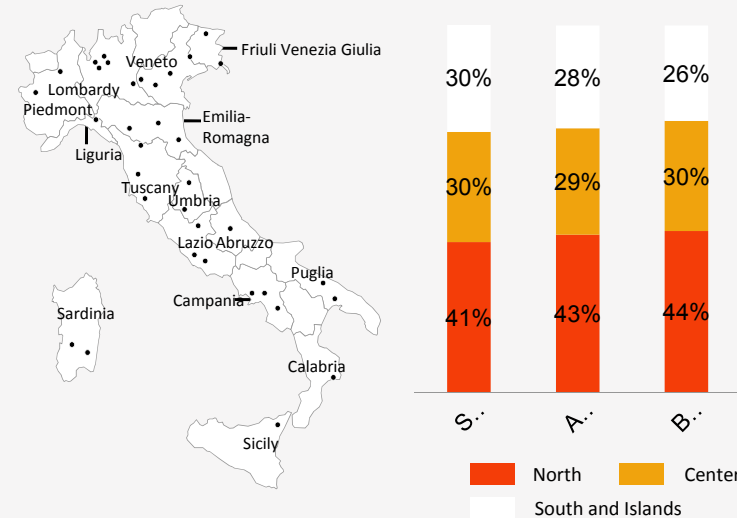 Friuli Venezia Giulia
Veneto
Lombardy
Piedmont
Emilia-
Romagna
Liguria
Tuscany
Umbria
Lazio Abruzzo
Puglia
Campania
Sardinia
Calabria
Sicily
30% 28% 26%
30% 29% 30%
41% 43% 44%
S.. A.. B..
North Center
South and Islands